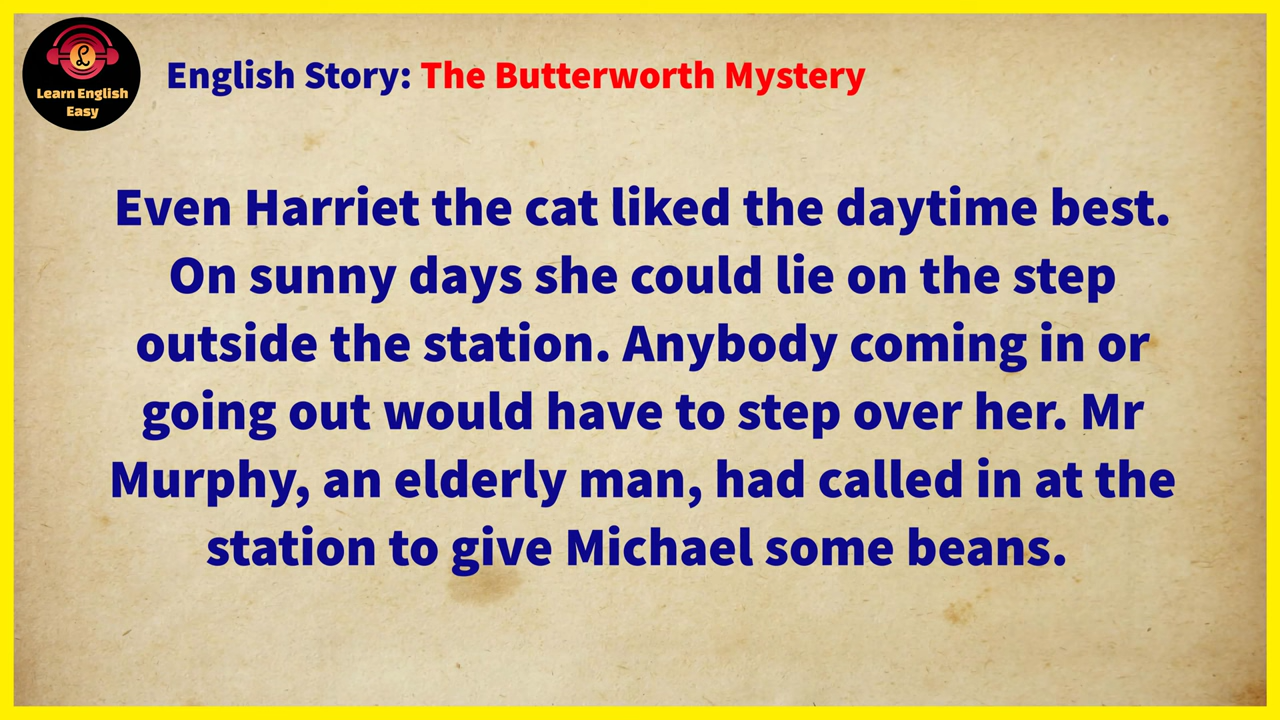 Learn English
Easy
English Story: The Butterworth Mystery
Even Harriet the cat liked the daytime best.
On sunny days she could lie on the step
outside the station. Anybody coming in or
going out would have to step over her. Mr
Murphy, an elderly man, had called in at the
station to give Michael some beans.